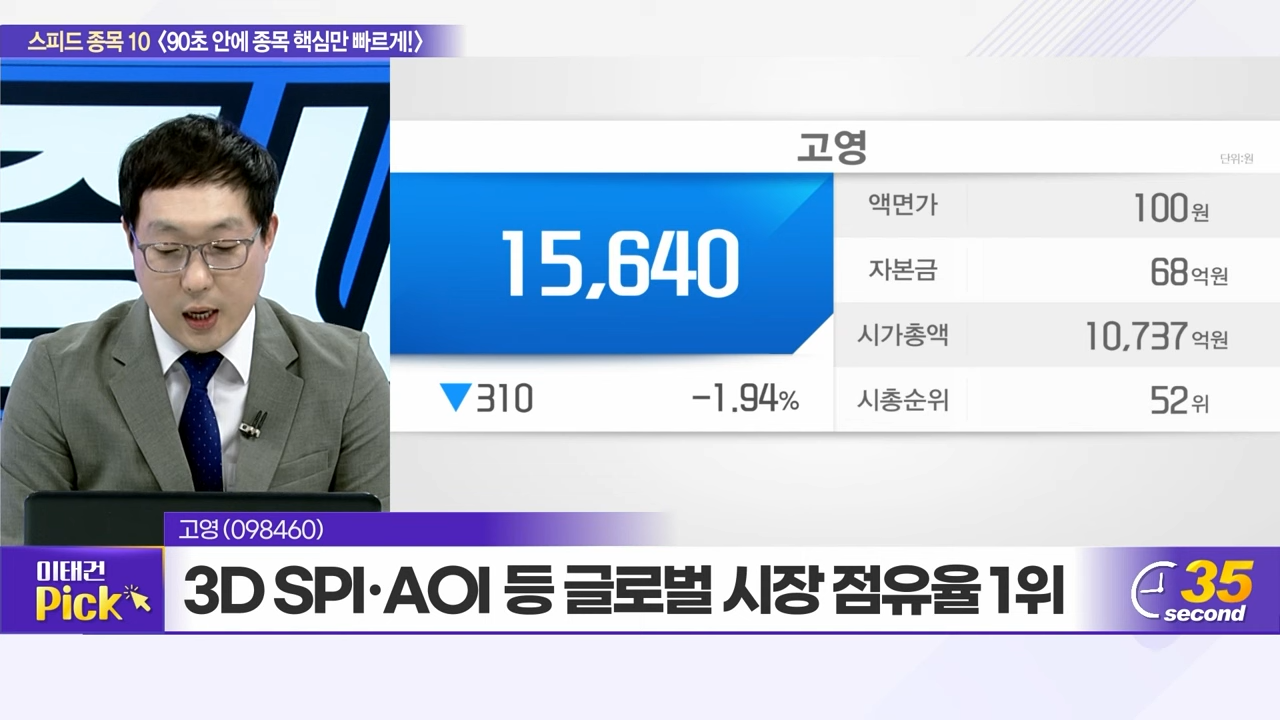 스피드 종목 10 〈90초 안에 종목 핵심만 빠르게!〉
고영
단위:원
15,640
▼310 -1.94%
액면가 100원
자본금 68억원
시가총액 10,737억원
시총순위 52위
고영 (098460)
이태건
Pick
3D SPI·AOI 등 글로벌 시장 점유율 1위
35
second